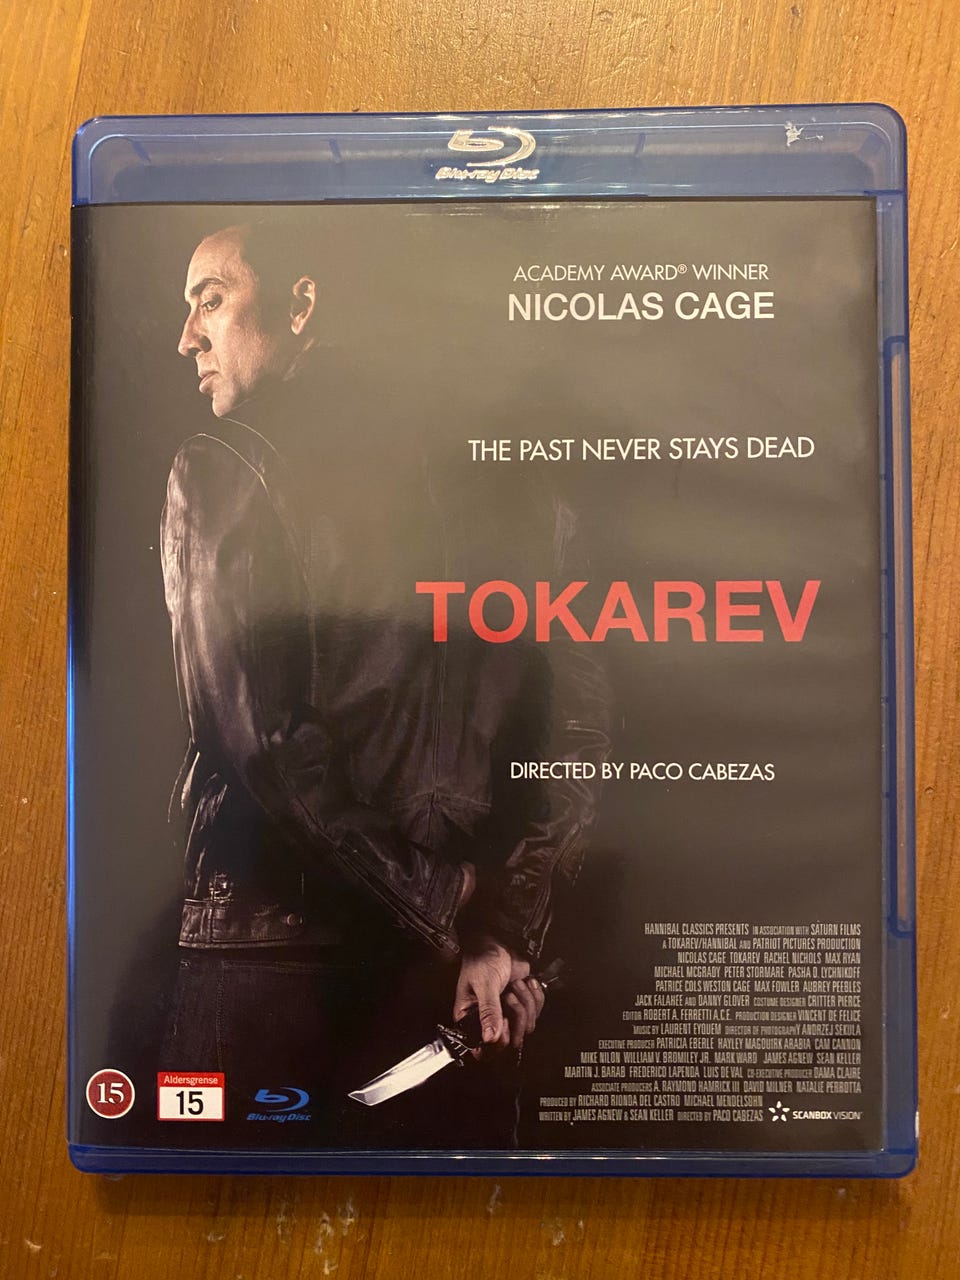 Blu-ray Disc
ACADEMY AWARD® WINNER
NICOLAS CAGE
THE PAST NEVER STAYS DEAD
TOKAREV
DIRECTED BY PACO CABEZAS
HANNIBAL CLASSICS PRESENTS IN ASSOCIATION WITH SATURN FILMS
& TOKAREV/HANNIBAL AND PATRIOT PICTURES PRODUCTION
NICOLAS CAGE TOKAREV RACHEL NICHOLS MAX RYAN
MICHAEL MCGRADY PETER STORMARE PASHA D. LYCHNIKOFF
PATRICE COLS WESTON CAGE MAX FOWLER AUBREY PEEBLES
JACK FALAHEE AND DANNY GLOVER COSTUME DESIGNER CRITTER PIERCE
EDITOR ROBERT A. FERRETTI A.C.E. PRODUCTION DESIGNER VINCENT DE FELICE
MUSIC BY LAURENT EYQUEM DIRECTOR OF PHOTOGRAPHY ANDRZEJ SEKULA
EXECUTIVE PRODUCER PATRICIA EBERLE HAYLEY MAGOUIRK ARABIA CAM CANNON
MIKE NILON WILLIAM V. BROMILEY JR. MARK WARD JAMES AGNEW SEAN KELLER
MARTIN J. BARAB FREDERICO LAPENDA LUIS DE VAL CO-EXECUTIVE PRODUCER DAMA CLAIRE
ASSOCIATE PRODUCERS A. RAYMOND HAMRICK III DAVID MILNER NATALIE PERROTTA
PRODUCED BY RICHARD RIONDA DEL CASTRO MICHAEL MENDELSOHN
WRITTEN BY JAMES AGNEW & SEAN KELLER DIRECTED BY PACO CABEZAS
SCANBOX VISION
15
Aldersgrense
15
Blu-ray Disc